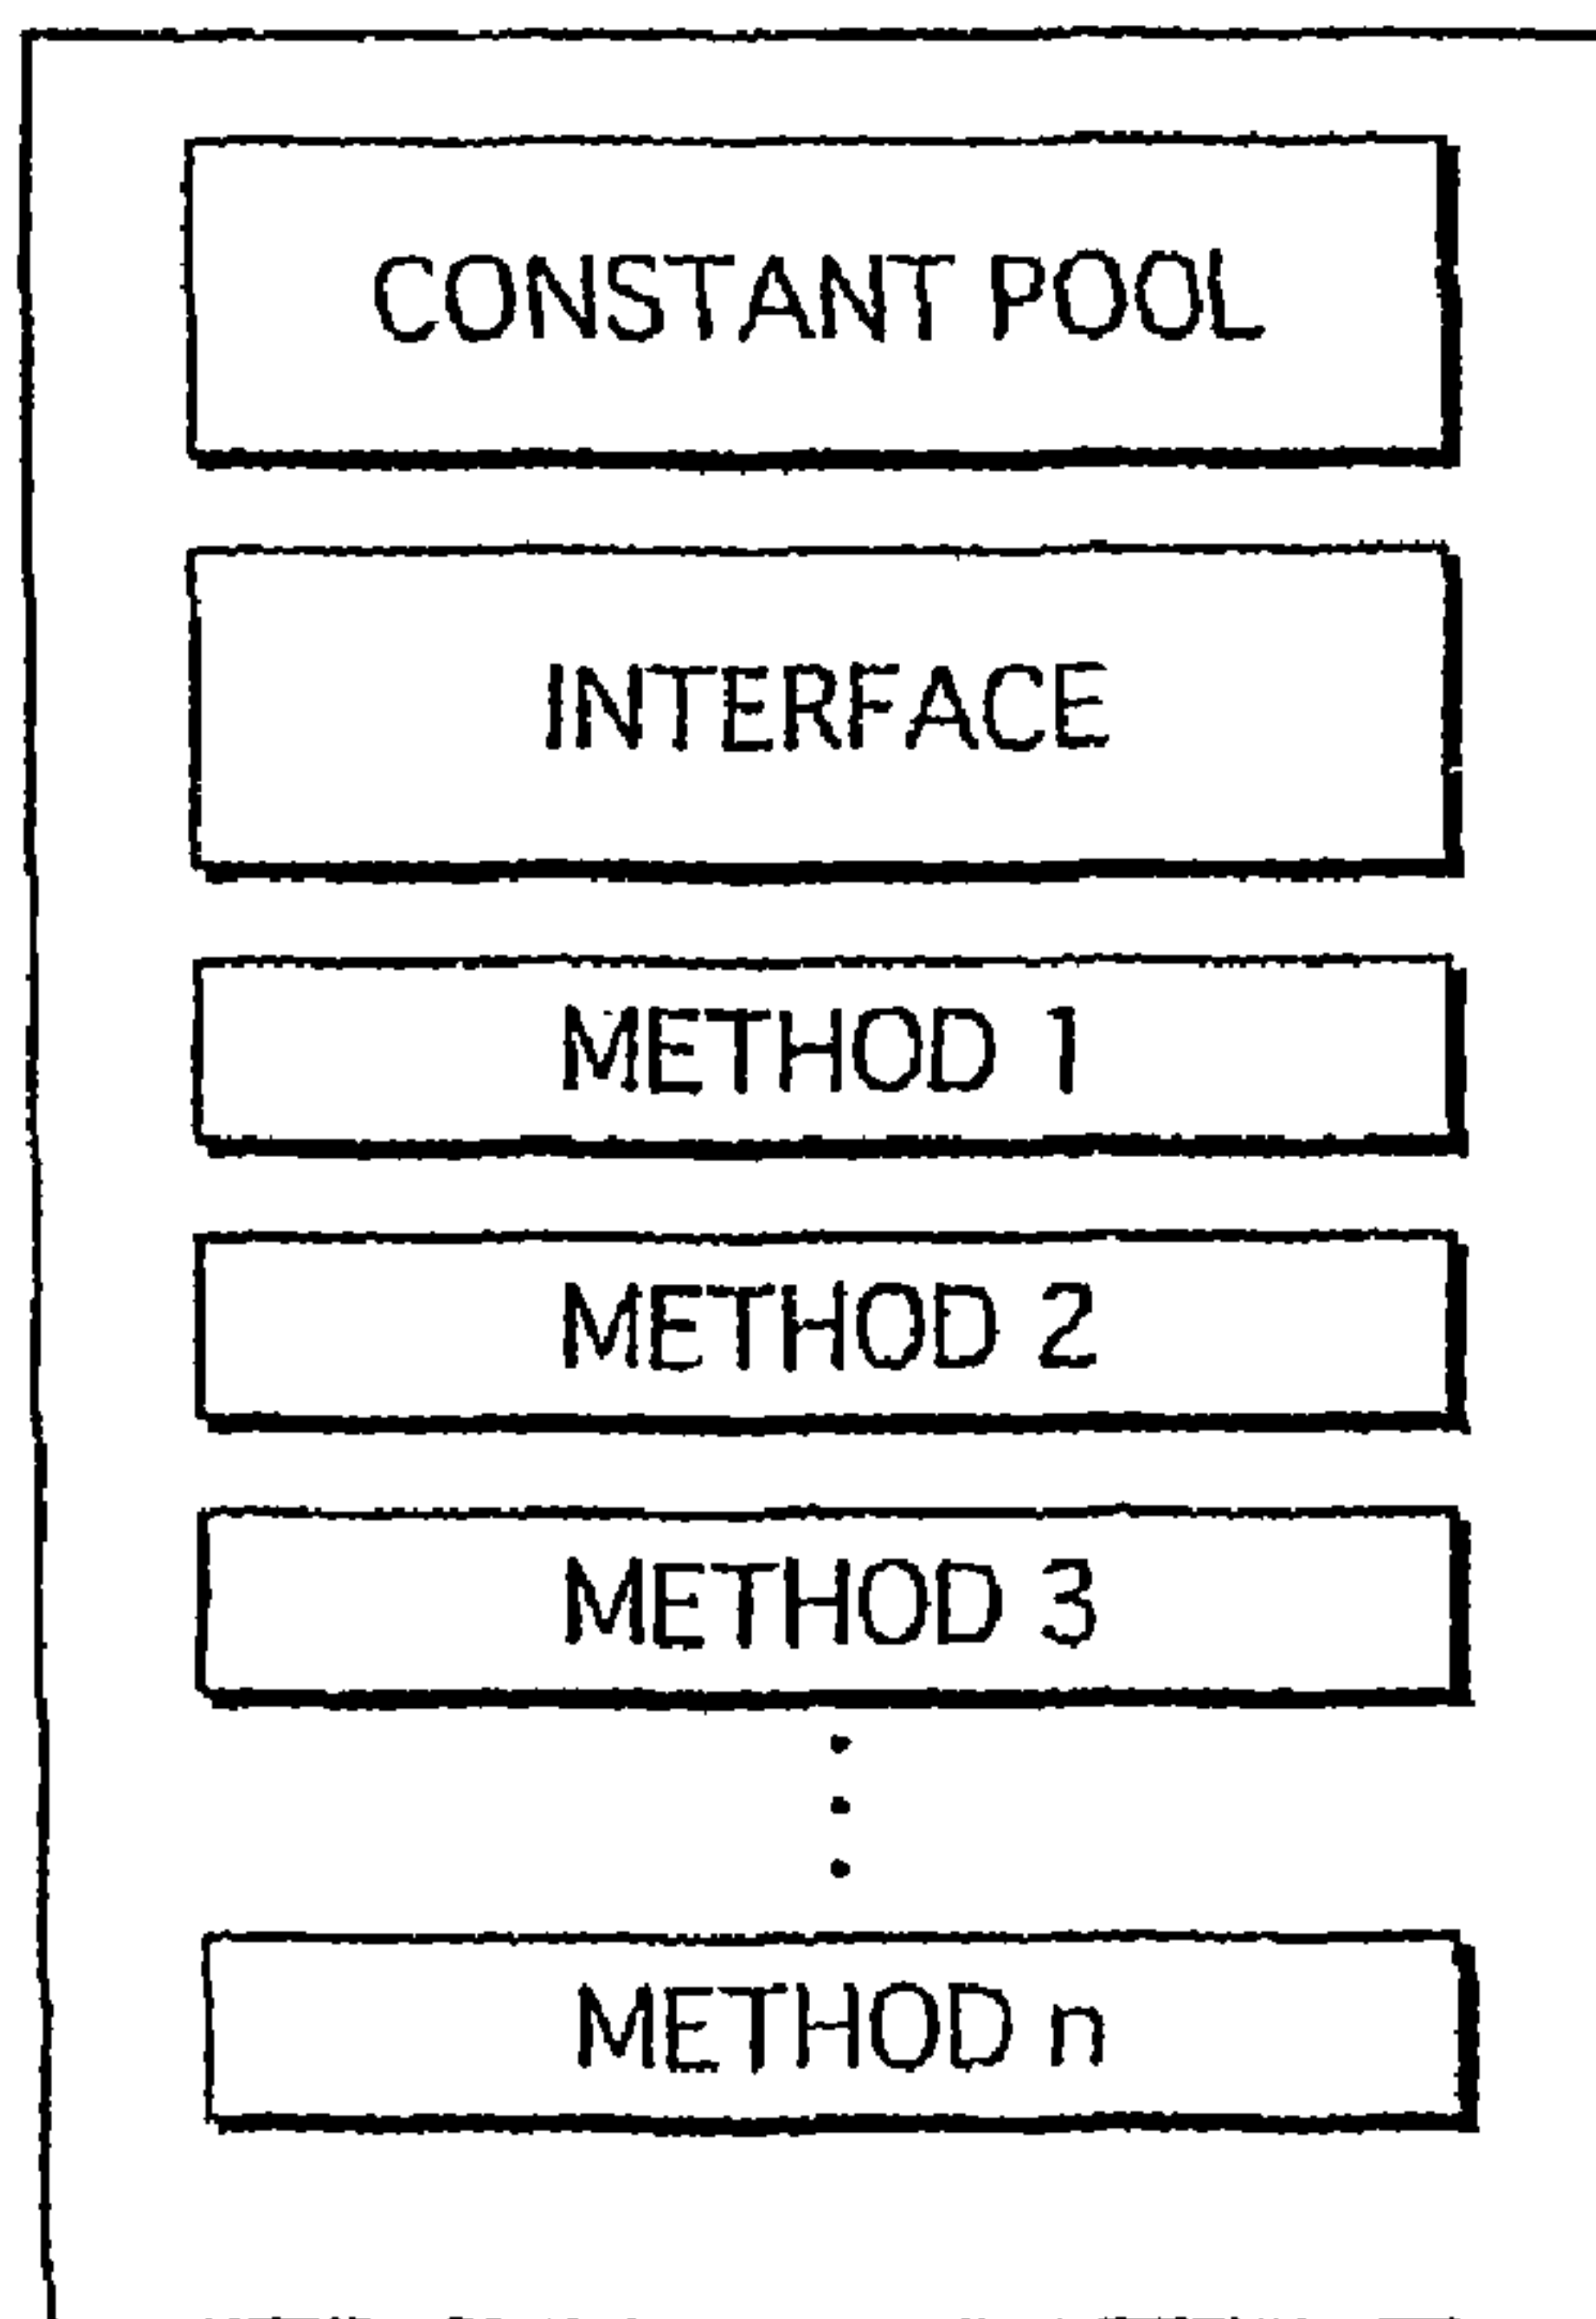 CONSTANT POOL
INTERFACE
METHOD 1
METHOD 2
METHOD 3
METHOD n